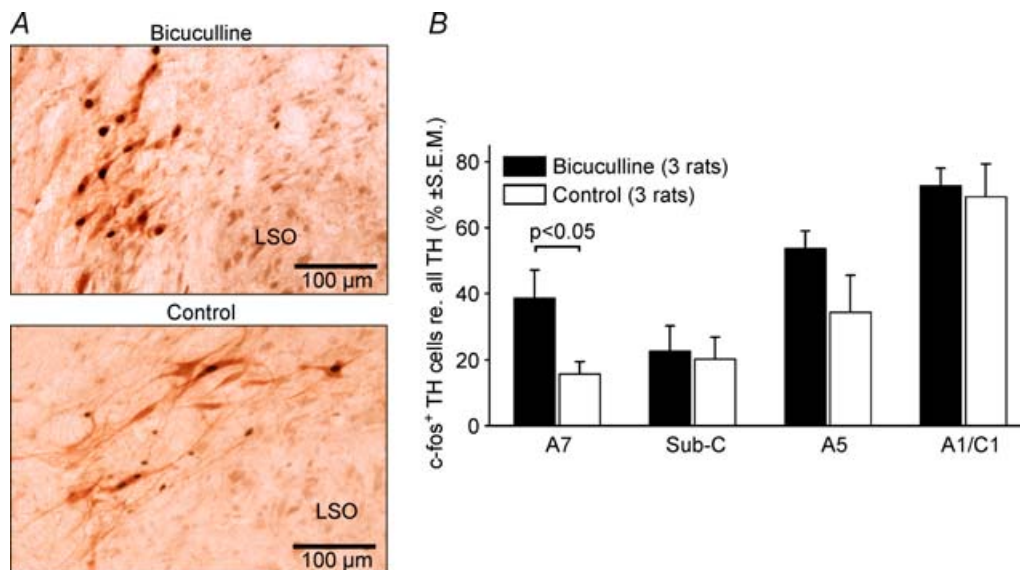 A
Bicuculline
LSO
100 µm
Control
LSO
100 µm
B
c-fos⁺ TH cells re. all TH (% ±S.E.M.)
80
60
40
20
0
Bicuculline (3 rats)
Control (3 rats)
p<0.05
A7
Sub-C
A5
A1/C1